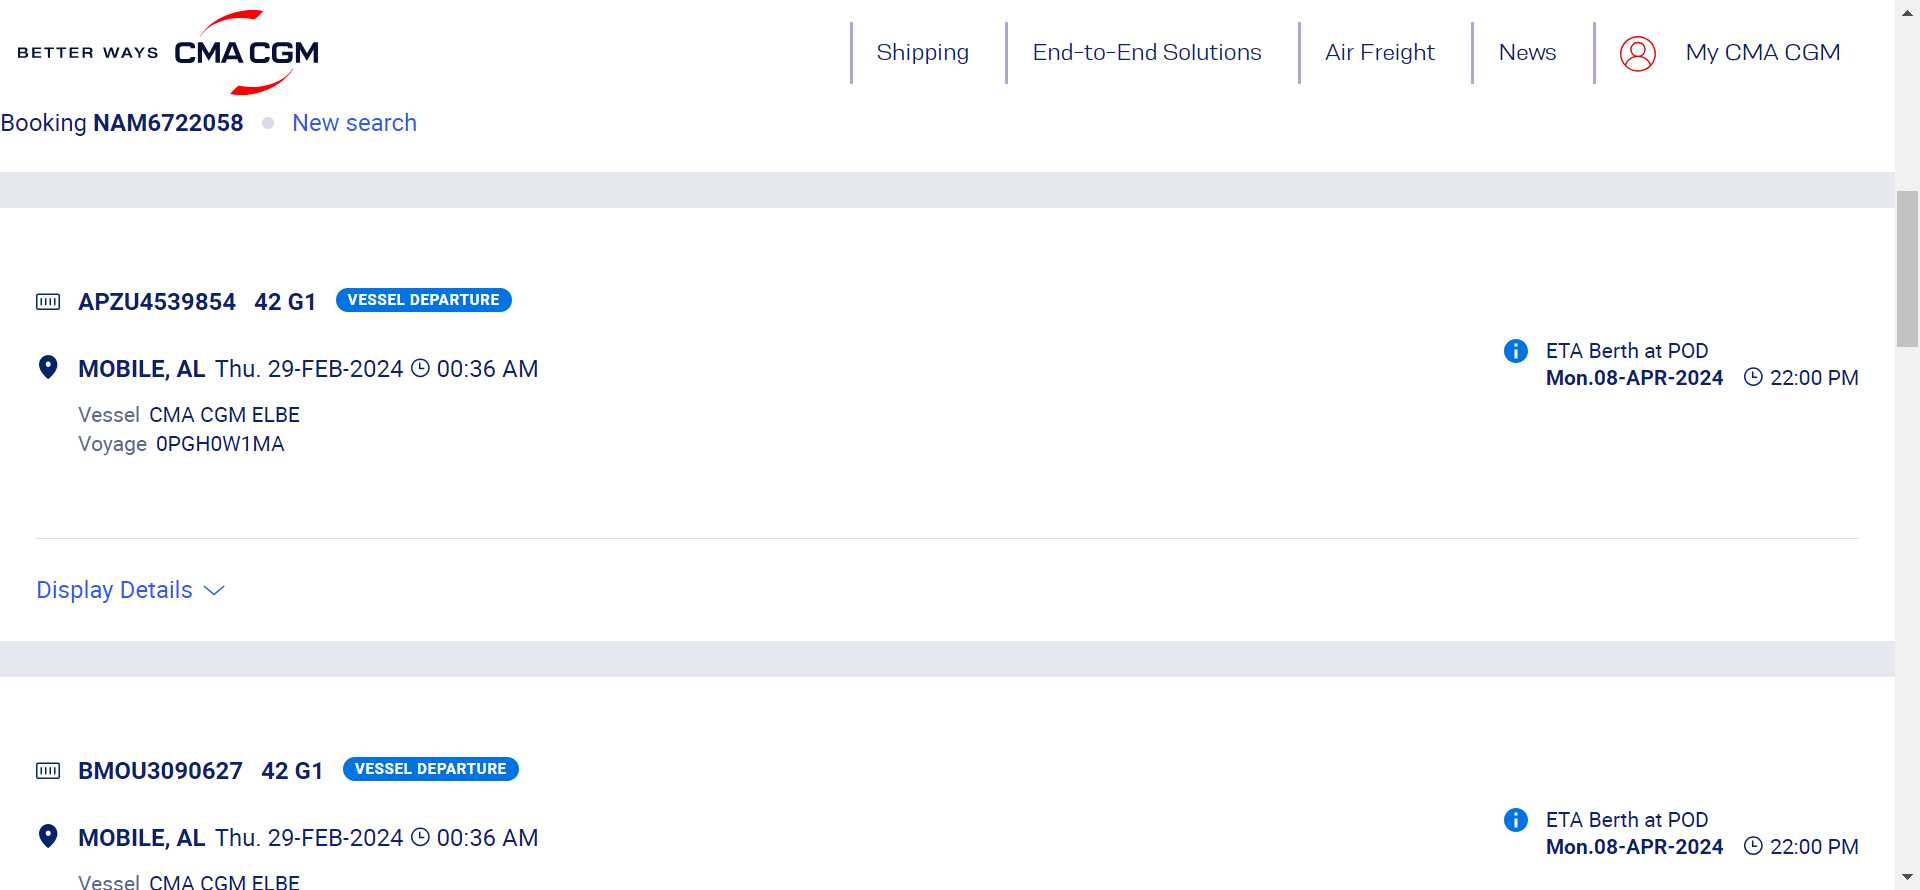 BETTER WAYS CMA CGM
Shipping
End-to-End Solutions
Air Freight
News
My CMA CGM
Booking NAM6722058 New search
APZU4539854 42 G1 VESSEL DEPARTURE
MOBILE, AL Thu. 29-FEB-2024 00:36 AM
Vessel CMA CGM ELBE
Voyage 0PGH0W1MA
ETA Berth at POD
Mon.08-APR-2024 22:00 PM
Display Details
BMOU3090627 42 G1 VESSEL DEPARTURE
MOBILE, AL Thu. 29-FEB-2024 00:36 AM
Vessel CMA CGM ELBE
ETA Berth at POD
Mon.08-APR-2024 22:00 PM